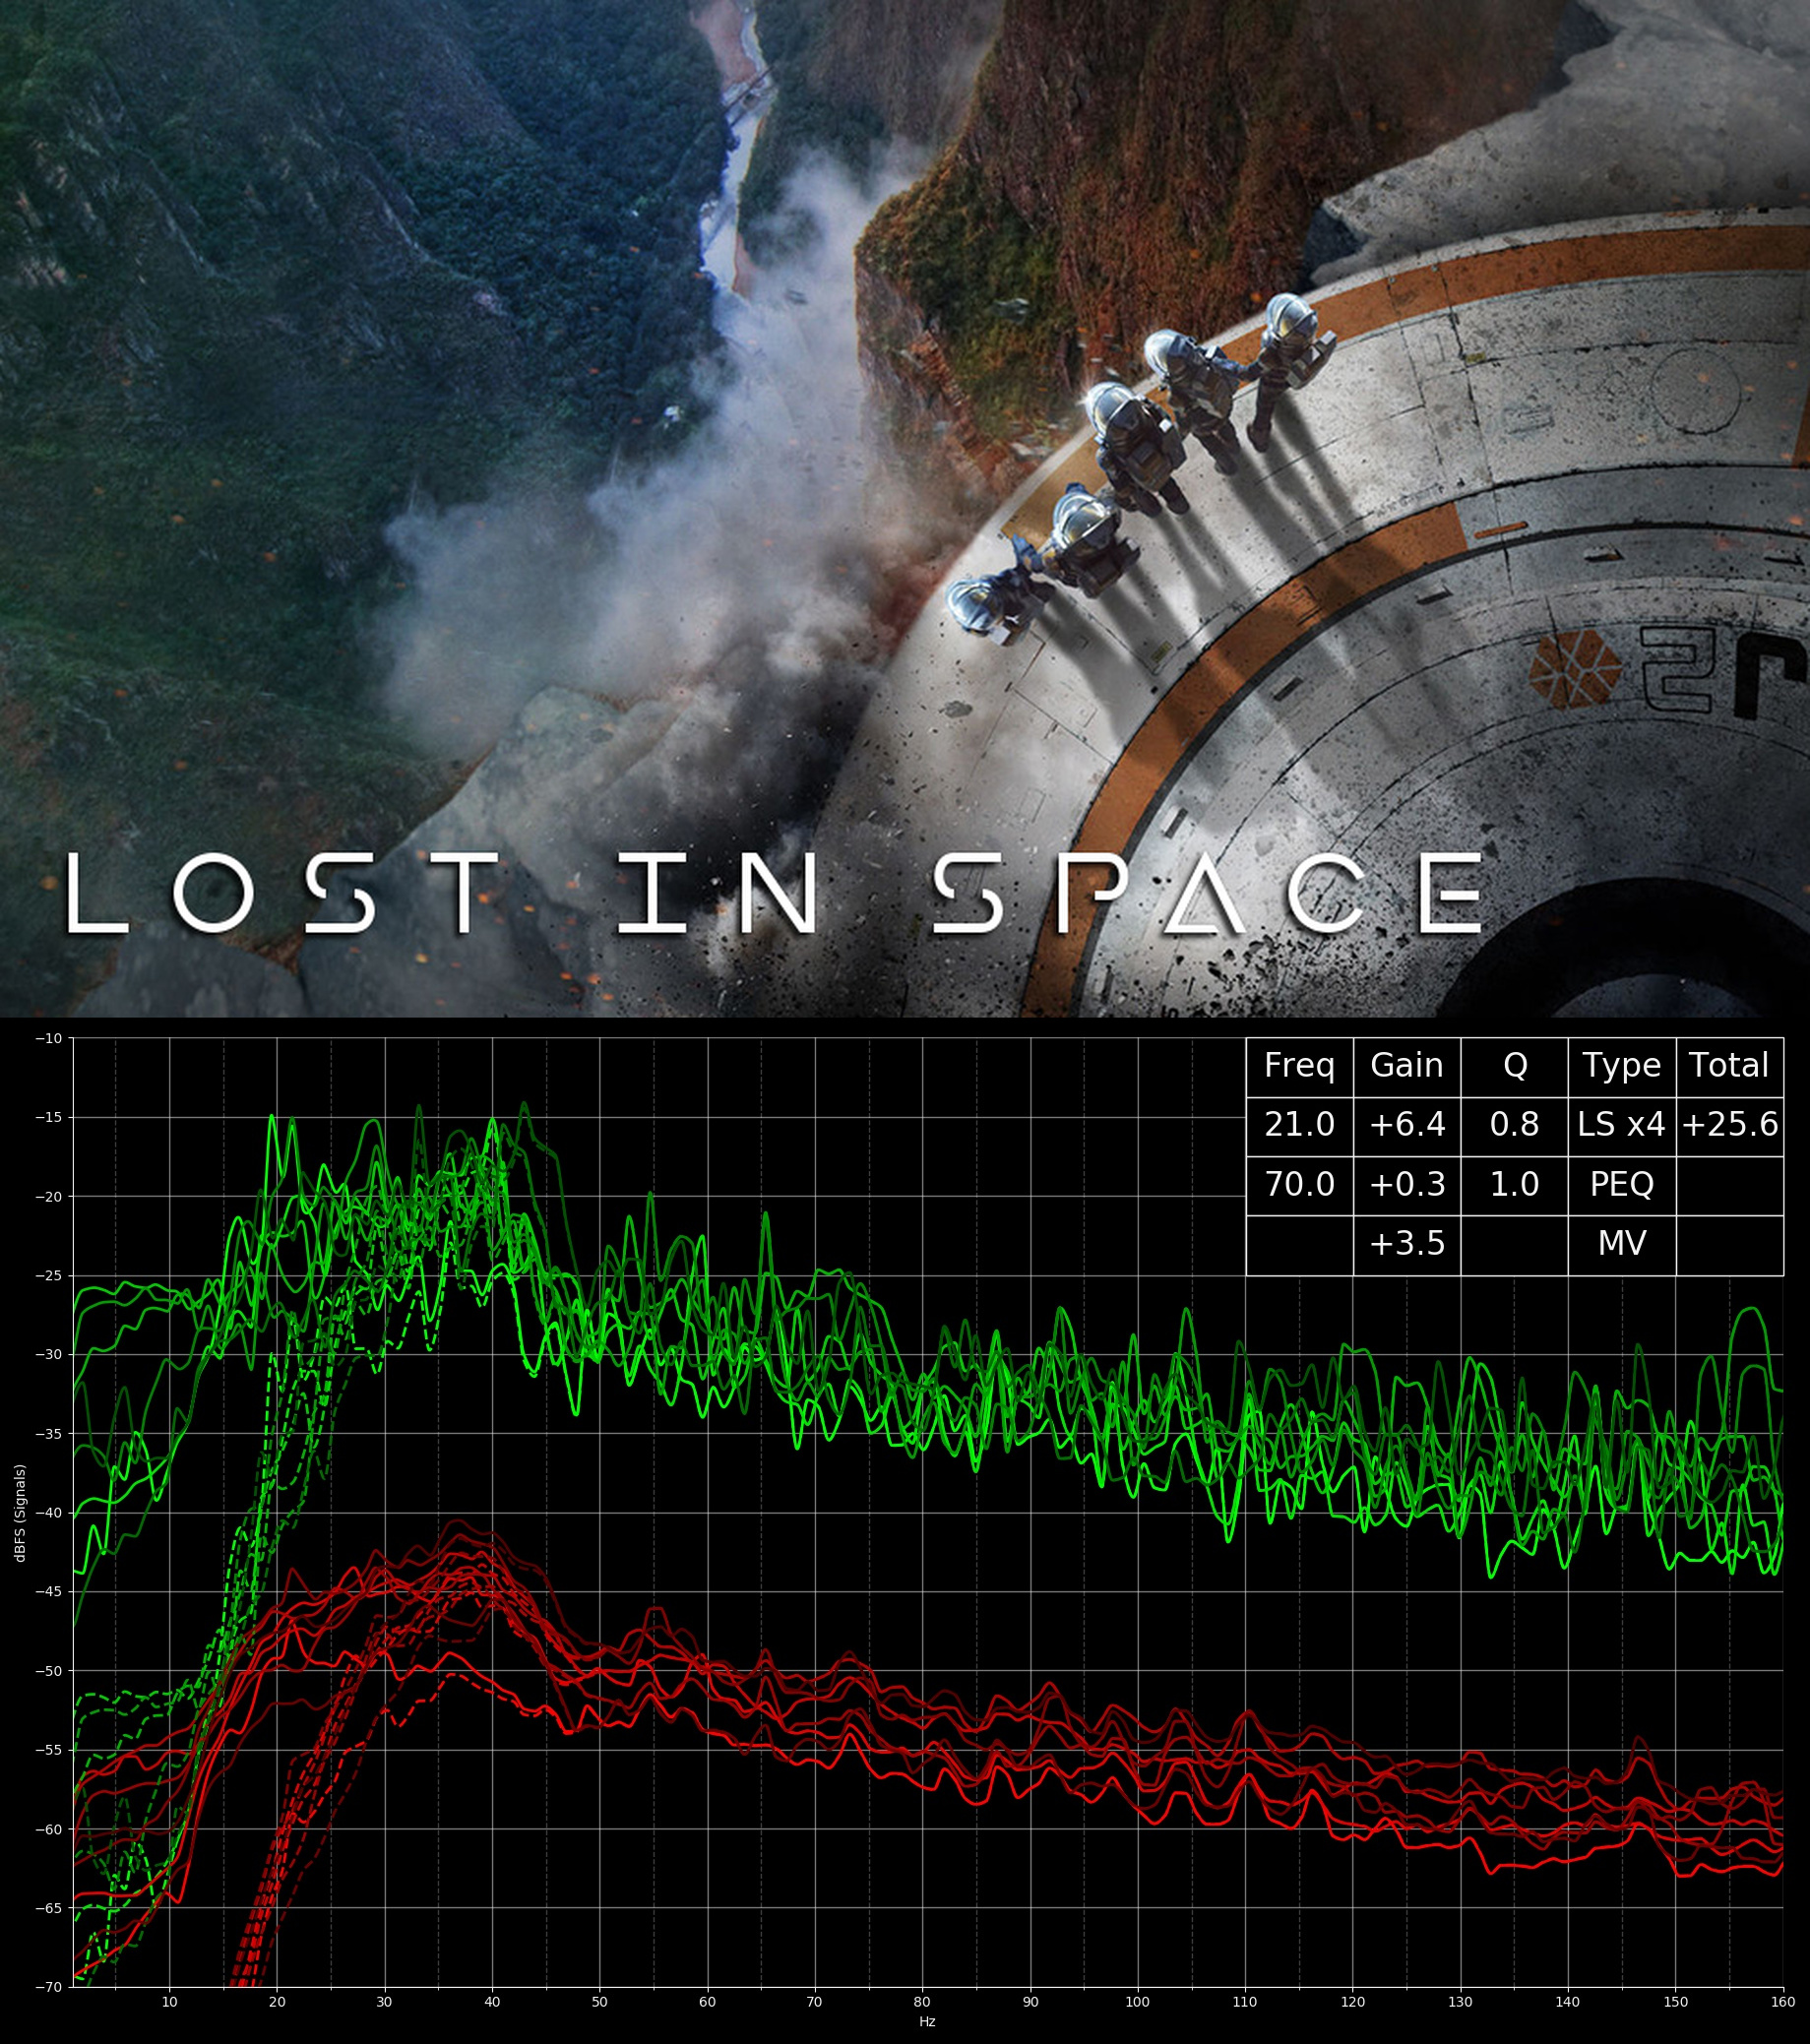 LOST IN SPACE
Freq Gain Q Type Total
21.0 +6.4 0.8 LS x4 +25.6
70.0 +0.3 1.0 PEQ
+3.5 MV
−10
−15
−20
−25
−30
−35
−40
−45
−50
−55
−60
−65
−70
dBFS (Signals)
10 20 30 40 50 60 70 80 90 100 110 120 130 140 150 160
Hz